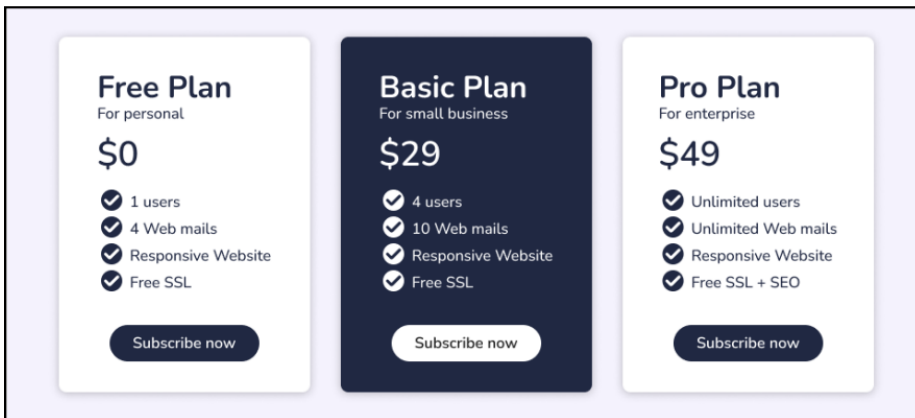 Free Plan
For personal
$0
1 users
4 Web mails
Responsive Website
Free SSL
Subscribe now
Basic Plan
For small business
$29
4 users
10 Web mails
Responsive Website
Free SSL
Subscribe now
Pro Plan
For enterprise
$49
Unlimited users
Unlimited Web mails
Responsive Website
Free SSL + SEO
Subscribe now